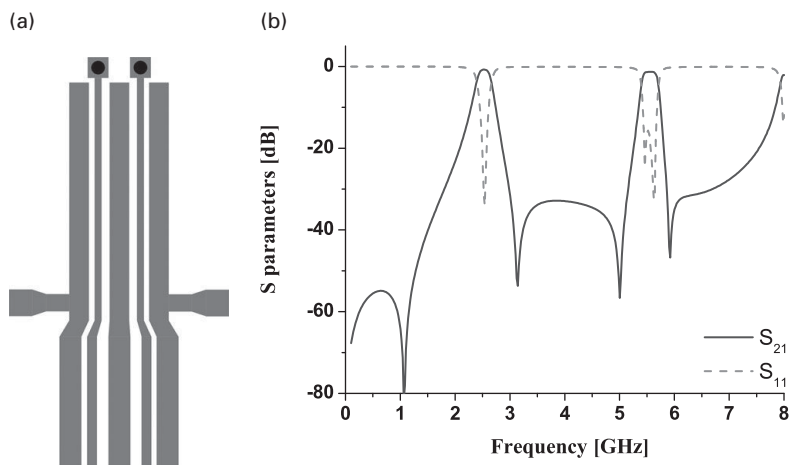 (a)
(b)
0
-20
-40
-60
-80
S parameters [dB]
S21
S11
0 1 2 3 4 5 6 7 8
Frequency [GHz]